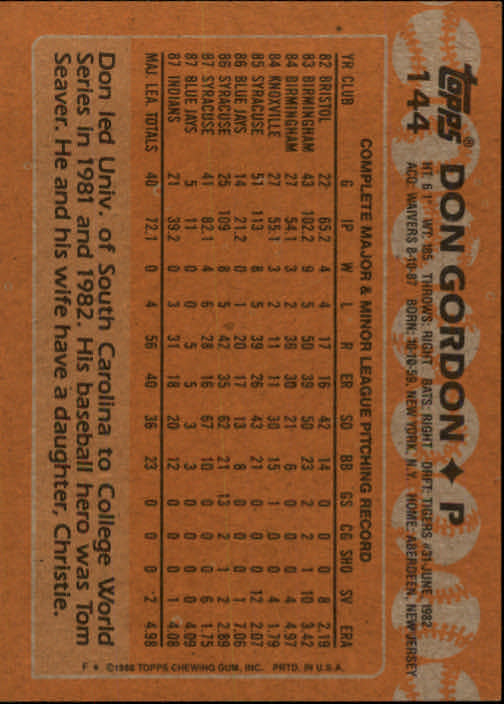 topps® DON GORDON ✦ P
144 HT: 6'1" WT: 185 THROWS: RIGHT BATS: RIGHT DRFT: TIGERS #31-JUNE, 1982
ACQ: WAIVERS 8-10-87 BORN: 10-10-59, NEW YORK, N.Y. HOME: ABERDEEN, NEW JERSEY
COMPLETE MAJOR & MINOR LEAGUE PITCHING RECORD
YR CLUB G IP W L R ER SO BB GS CG SHO SV ERA
82 BRISTOL 22 65.2 4 4 17 16 42 14 0 0 0 8 2.19
83 BIRMINGHAM 43 102.2 9 5 50 39 50 23 2 2 1 10 3.42
84 BIRMINGHAM 27 54.1 3 2 36 30 21 6 0 0 0 4 4.97
84 KNOXVILLE 27 55.1 3 2 11 11 30 15 1 0 0 4 1.79
85 SYRACUSE 51 113 8 5 39 26 43 21 0 0 0 12 2.07
86 BLUE JAYS 14 21.2 0 1 20 17 13 8 0 0 0 1 7.06
86 SYRACUSE 25 109 8 5 42 35 62 21 13 2 1 2 2.89
87 SYRACUSE 41 82.1 4 6 28 16 67 10 0 0 0 6 1.75
87 BLUE JAYS 5 11 0 0 5 5 3 3 0 0 0 0 4.09
87 INDIANS 21 39.2 0 3 31 18 20 12 0 0 0 1 4.08
MAJ. LEA. TOTALS 40 72.1 0 4 56 40 36 23 0 0 0 2 4.98
F * ©1988 TOPPS CHEWING GUM, INC. PRTD. IN U.S.A.
Don led Univ. of South Carolina to College World
Series in 1981 and 1982. His baseball hero was Tom
Seaver. He and his wife have a daughter, Christie.